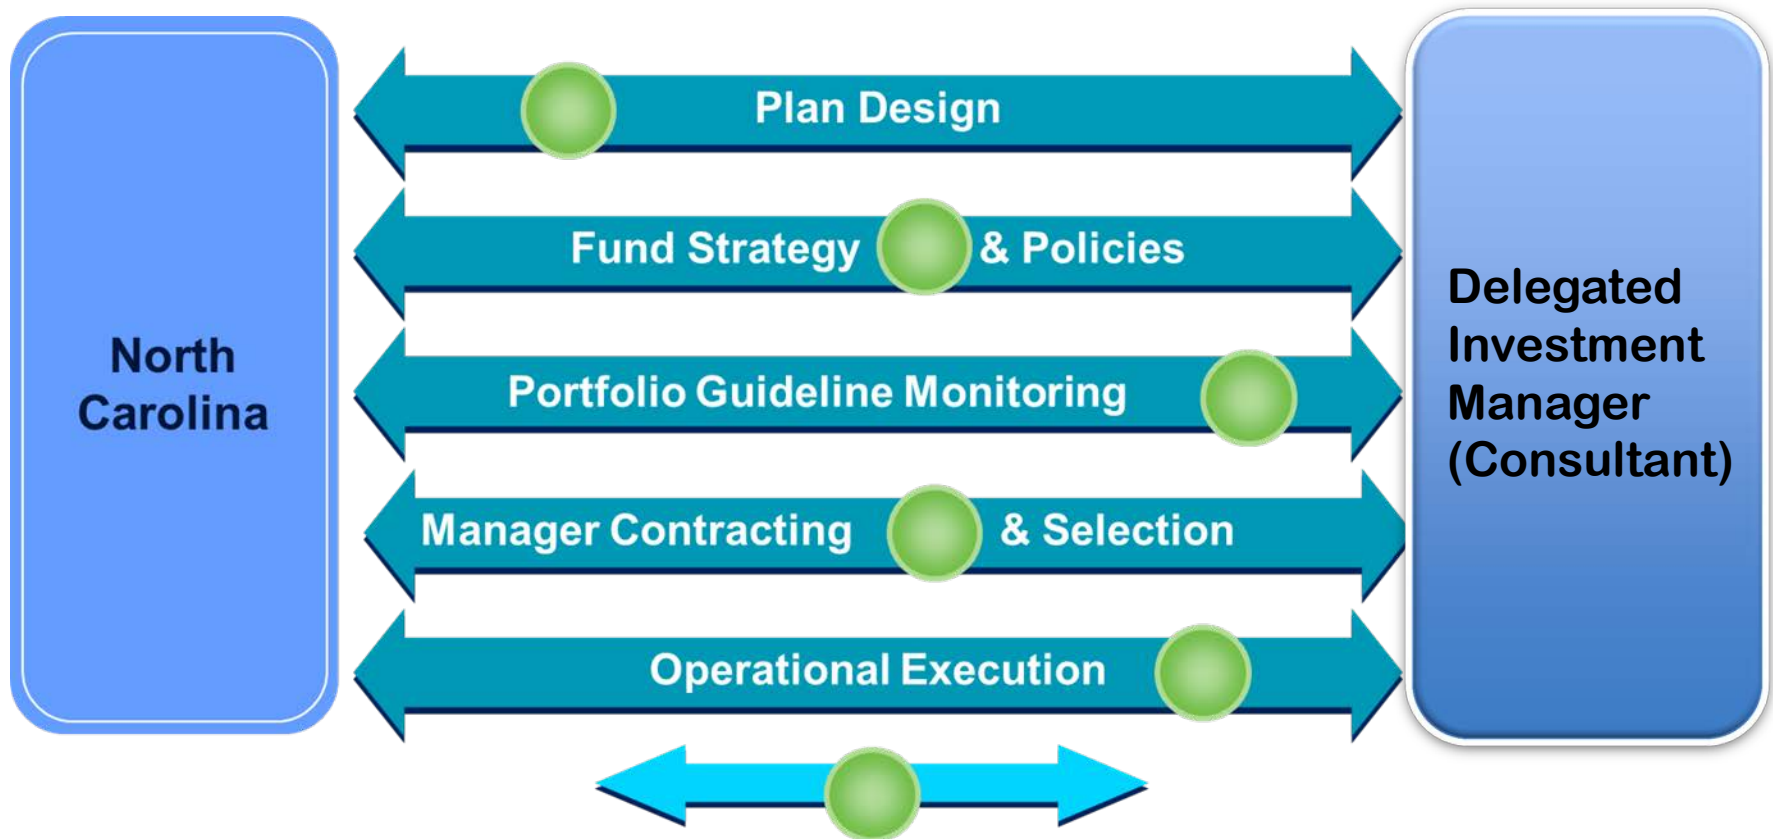 Plan Design
Fund Strategy & Policies
Portfolio Guideline Monitoring
Manager Contracting & Selection
Operational Execution
North
Carolina
Delegated
Investment
Manager
(Consultant)